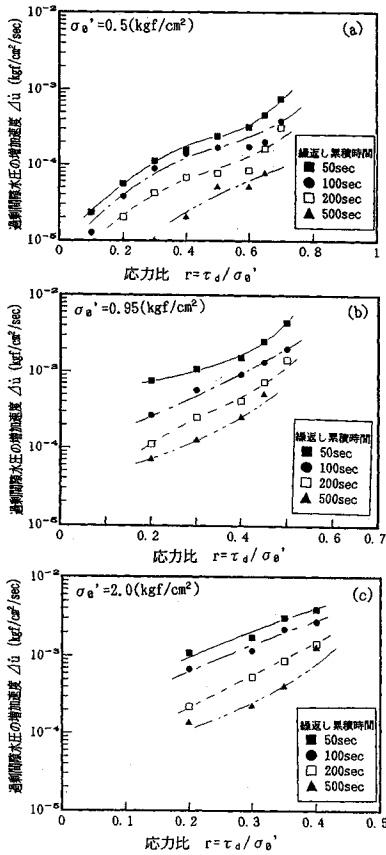 σ₀'=0.5(kgf/cm²)
(a)
過剰間隙水圧の増加速度 Δu̇ (kgf/cm²/sec)
10⁻²
10⁻³
10⁻⁴
10⁻⁵
繰返し累積時間
■ 50sec
● 100sec
□ 200sec
▲ 500sec
0 0.2 0.4 0.6 0.8 1
応力比 r=τd/σ₀'
σ₀'=0.95(kgf/cm²)
(b)
過剰間隙水圧の増加速度 Δu̇ (kgf/cm²/sec)
10⁻²
10⁻³
10⁻⁴
10⁻⁵
繰返し累積時間
■ 50sec
● 100sec
□ 200sec
▲ 500sec
0 0.1 0.2 0.3 0.4 0.5 0.6 0.7
応力比 r=τd/σ₀'
σ₀'=2.0(kgf/cm²)
(c)
過剰間隙水圧の増加速度 Δu̇ (kgf/cm²/sec)
10⁻²
10⁻³
10⁻⁴
10⁻⁵
繰返し累積時間
■ 50sec
● 100sec
□ 200sec
▲ 500sec
0 0.1 0.2 0.3 0.4 0.5
応力比 r=τd/σ₀'